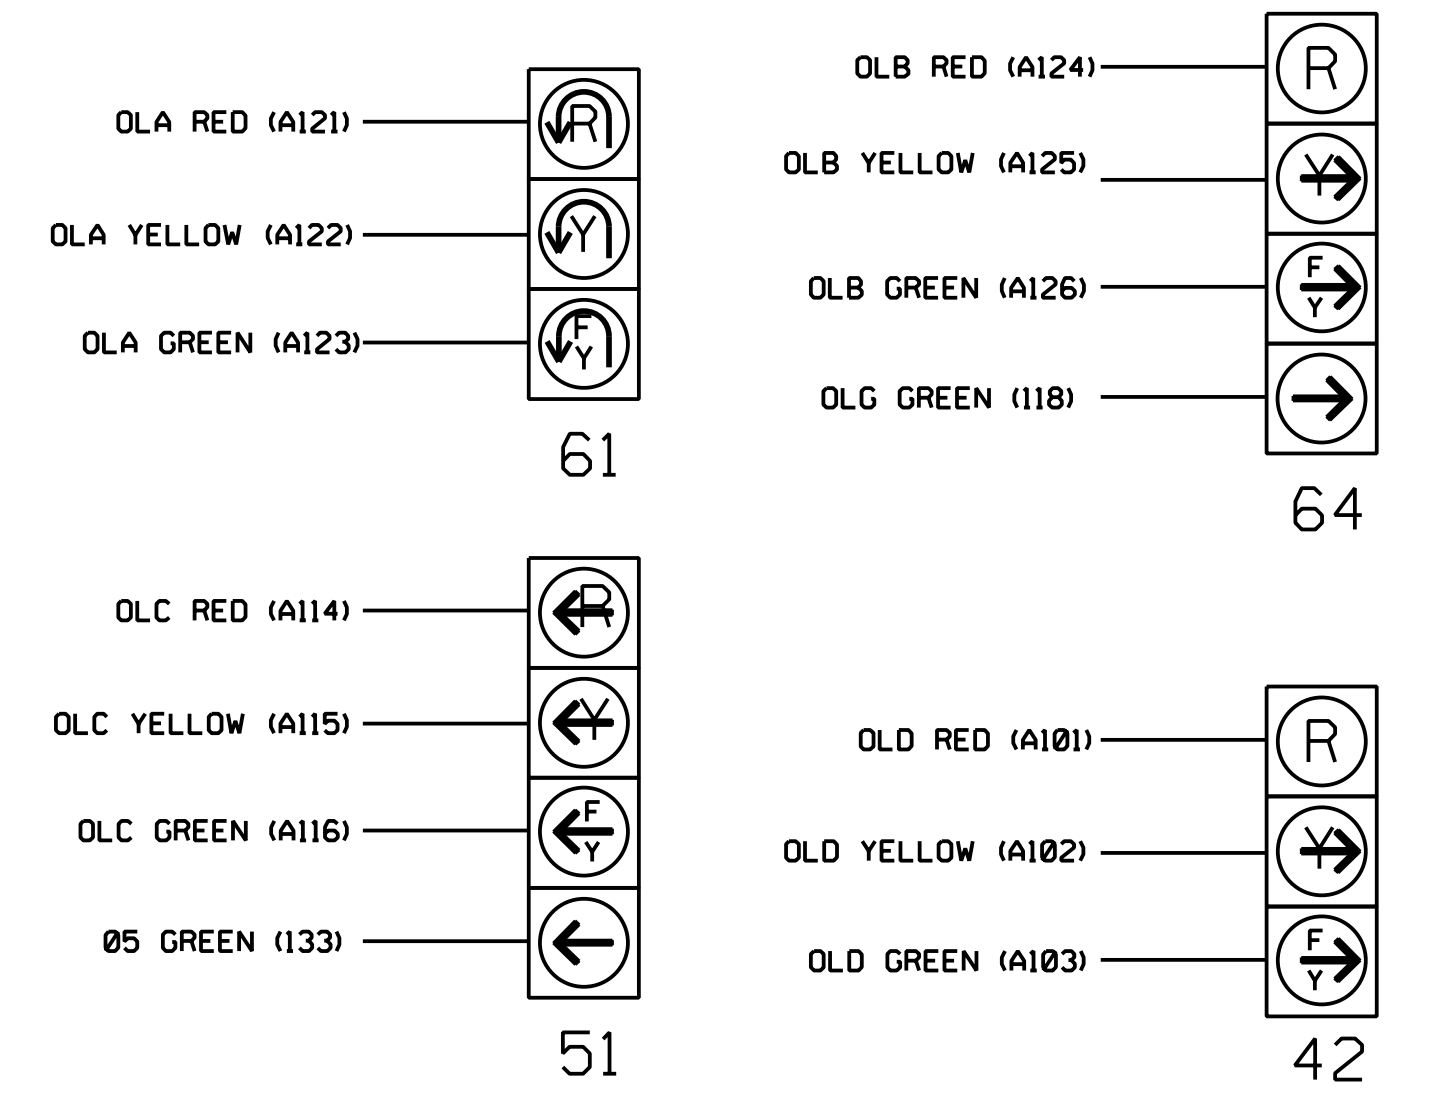 OLA RED (A121)
R
OLA YELLOW (A122)
Y
OLA GREEN (A123)
F
Y
61
OLB RED (A124)
R
OLB YELLOW (A125)
Y
OLB GREEN (A126)
F
Y
OLG GREEN (118)
64
OLC RED (A114)
R
OLC YELLOW (A115)
Y
OLC GREEN (A116)
F
Y
Ø5 GREEN (133)
51
OLD RED (A101)
R
OLD YELLOW (A102)
Y
OLD GREEN (A103)
F
Y
42